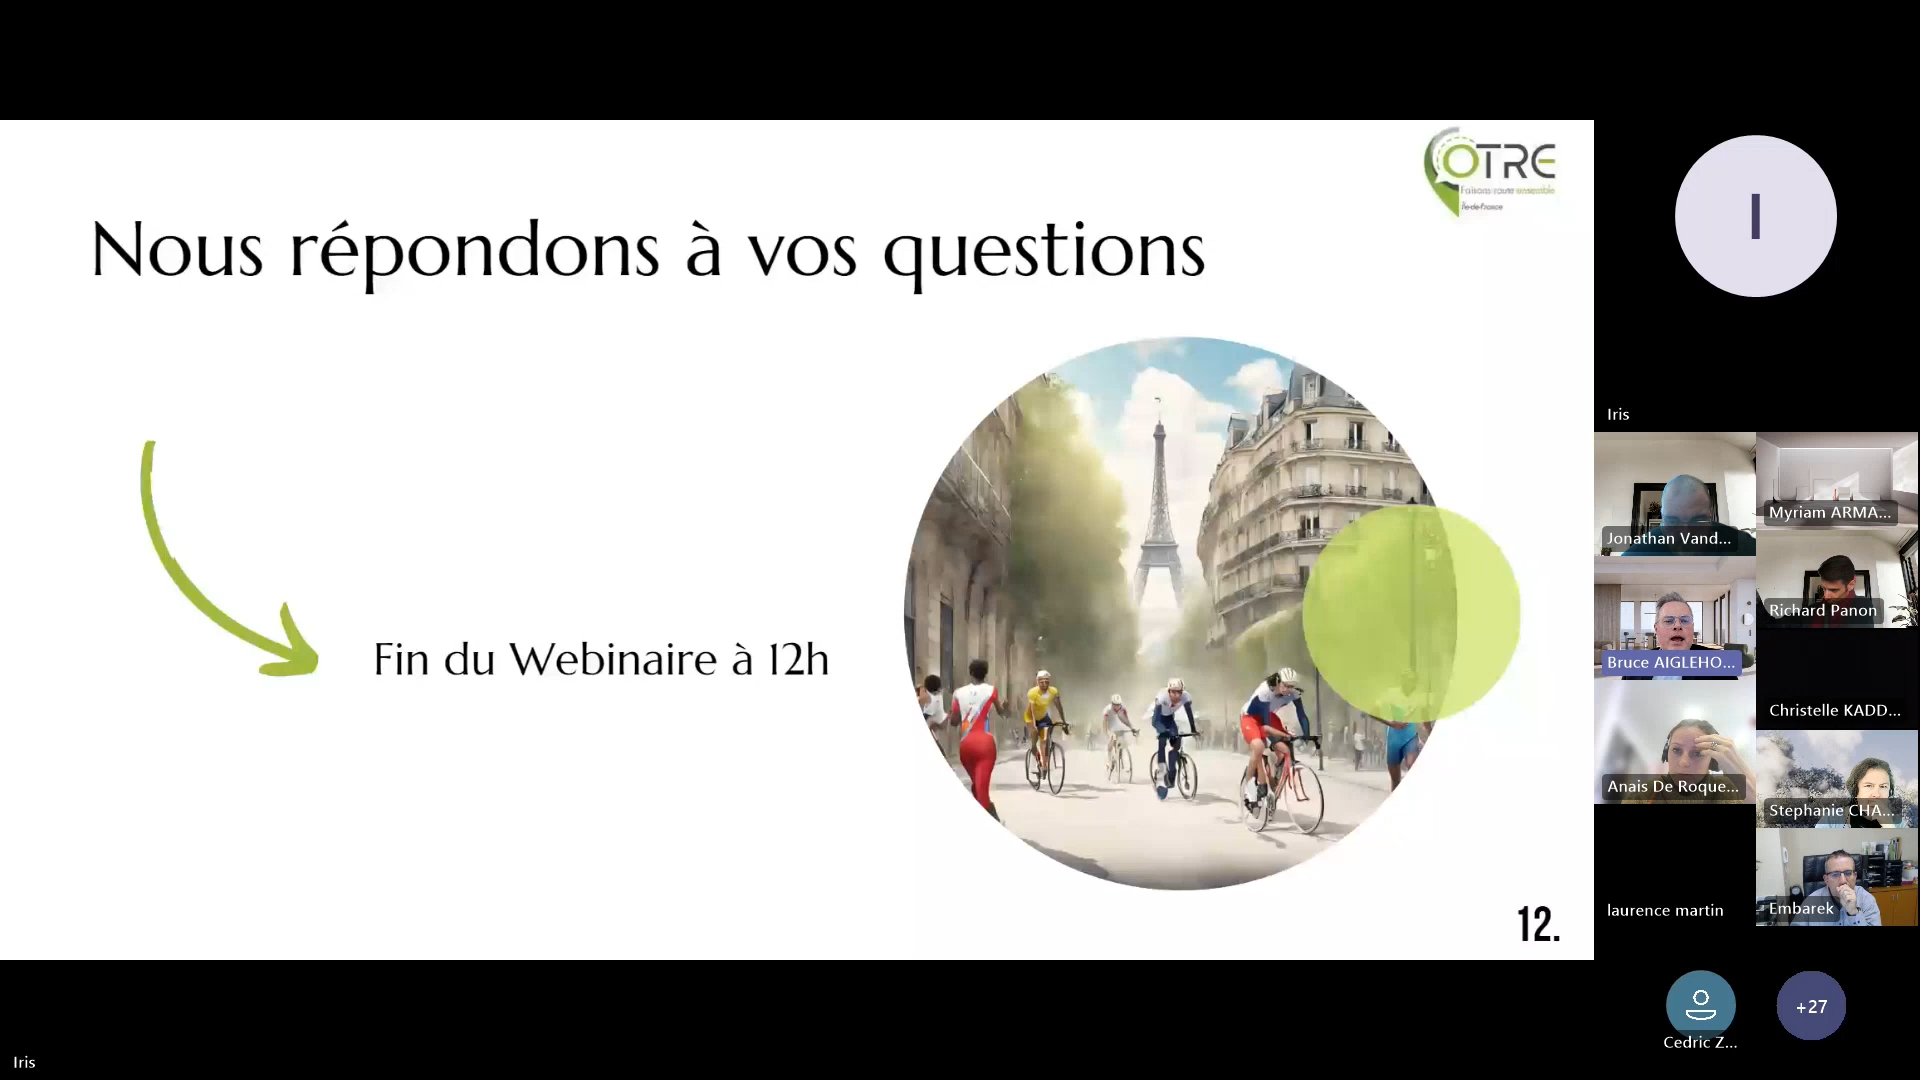 OTRE
Faisons route ensemble
Île-de-France
Nous répondons à vos questions
Fin du Webinaire à 12h
12.
I
Iris
Jonathan Vand...
Myriam ARMA...
Richard Panon
Bruce AIGLEHO...
Christelle KADD...
Anais De Roque...
Stephanie CHA...
laurence martin
Embarek
Cedric Z...
+27
Iris